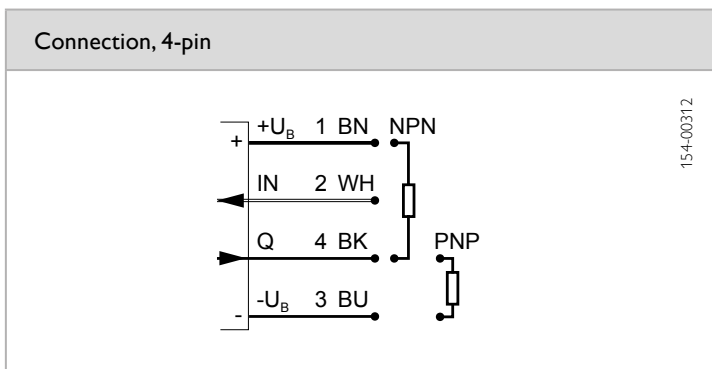 Connection, 4-pin
+U_B 1 BN NPN
+
IN 2 WH
Q 4 BK PNP
-U_B 3 BU
-
154-00312